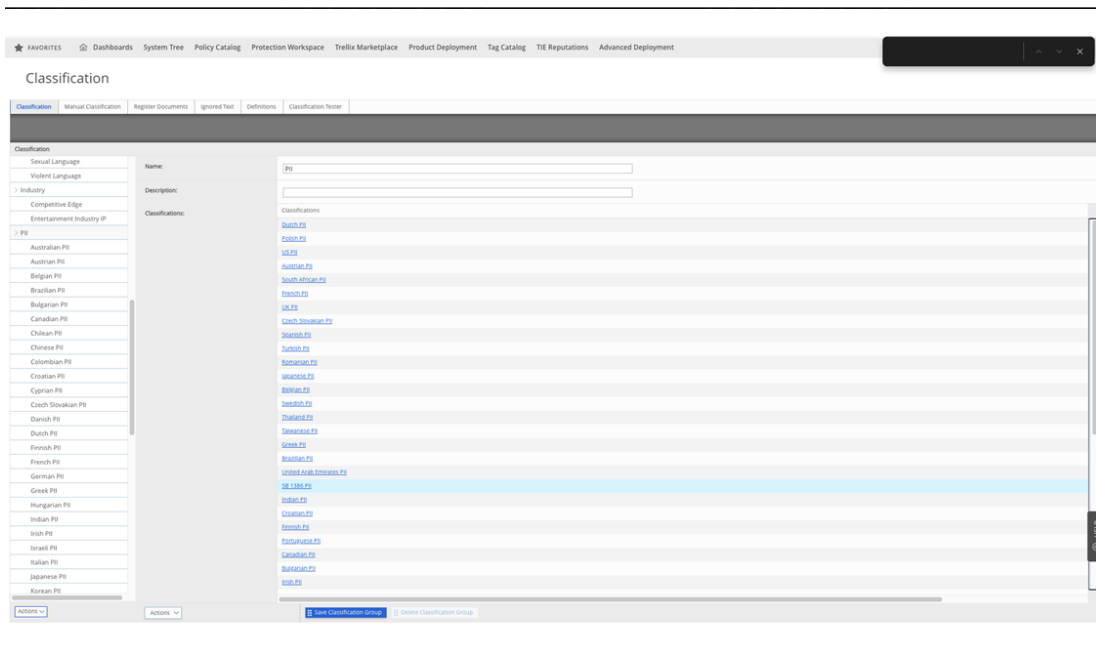 FAVORITES Dashboards System Tree Policy Catalog Protection Workspace Trellix Marketplace Product Deployment Tag Catalog TIE Reputations Advanced Deployment
Classification
Classification Manual Classification Register Documents Ignored Text Definitions Classification Tester
Classification
Sexual Language
Violent Language
> Industry
Competitive Edge
Entertainment Industry IP
> PII
Australian PII
Austrian PII
Belgian PII
Brazilian PII
Bulgarian PII
Canadian PII
Chilean PII
Chinese PII
Colombian PII
Croatian PII
Cyprian PII
Czech Slovakian PII
Danish PII
Dutch PII
Finnish PII
French PII
German PII
Greek PII
Hungarian PII
Indian PII
Irish PII
Israeli PII
Italian PII
Japanese PII
Korean PII
Actions
Name: PII
Description:
Classifications: Classifications
Dutch PII
Polish PII
US PII
Austrian PII
South African PII
French PII
UK PII
Czech Slovakian PII
Spanish PII
Turkish PII
Romanian PII
Japanese PII
Belgian PII
Swedish PII
Thailand PII
Taiwanese PII
Greek PII
Brazilian PII
United Arab Emirates PII
SB 1386 PII
Indian PII
Croatian PII
Finnish PII
Portuguese PII
Canadian PII
Bulgarian PII
Irish PII
Actions Save Classification Group Delete Classification Group